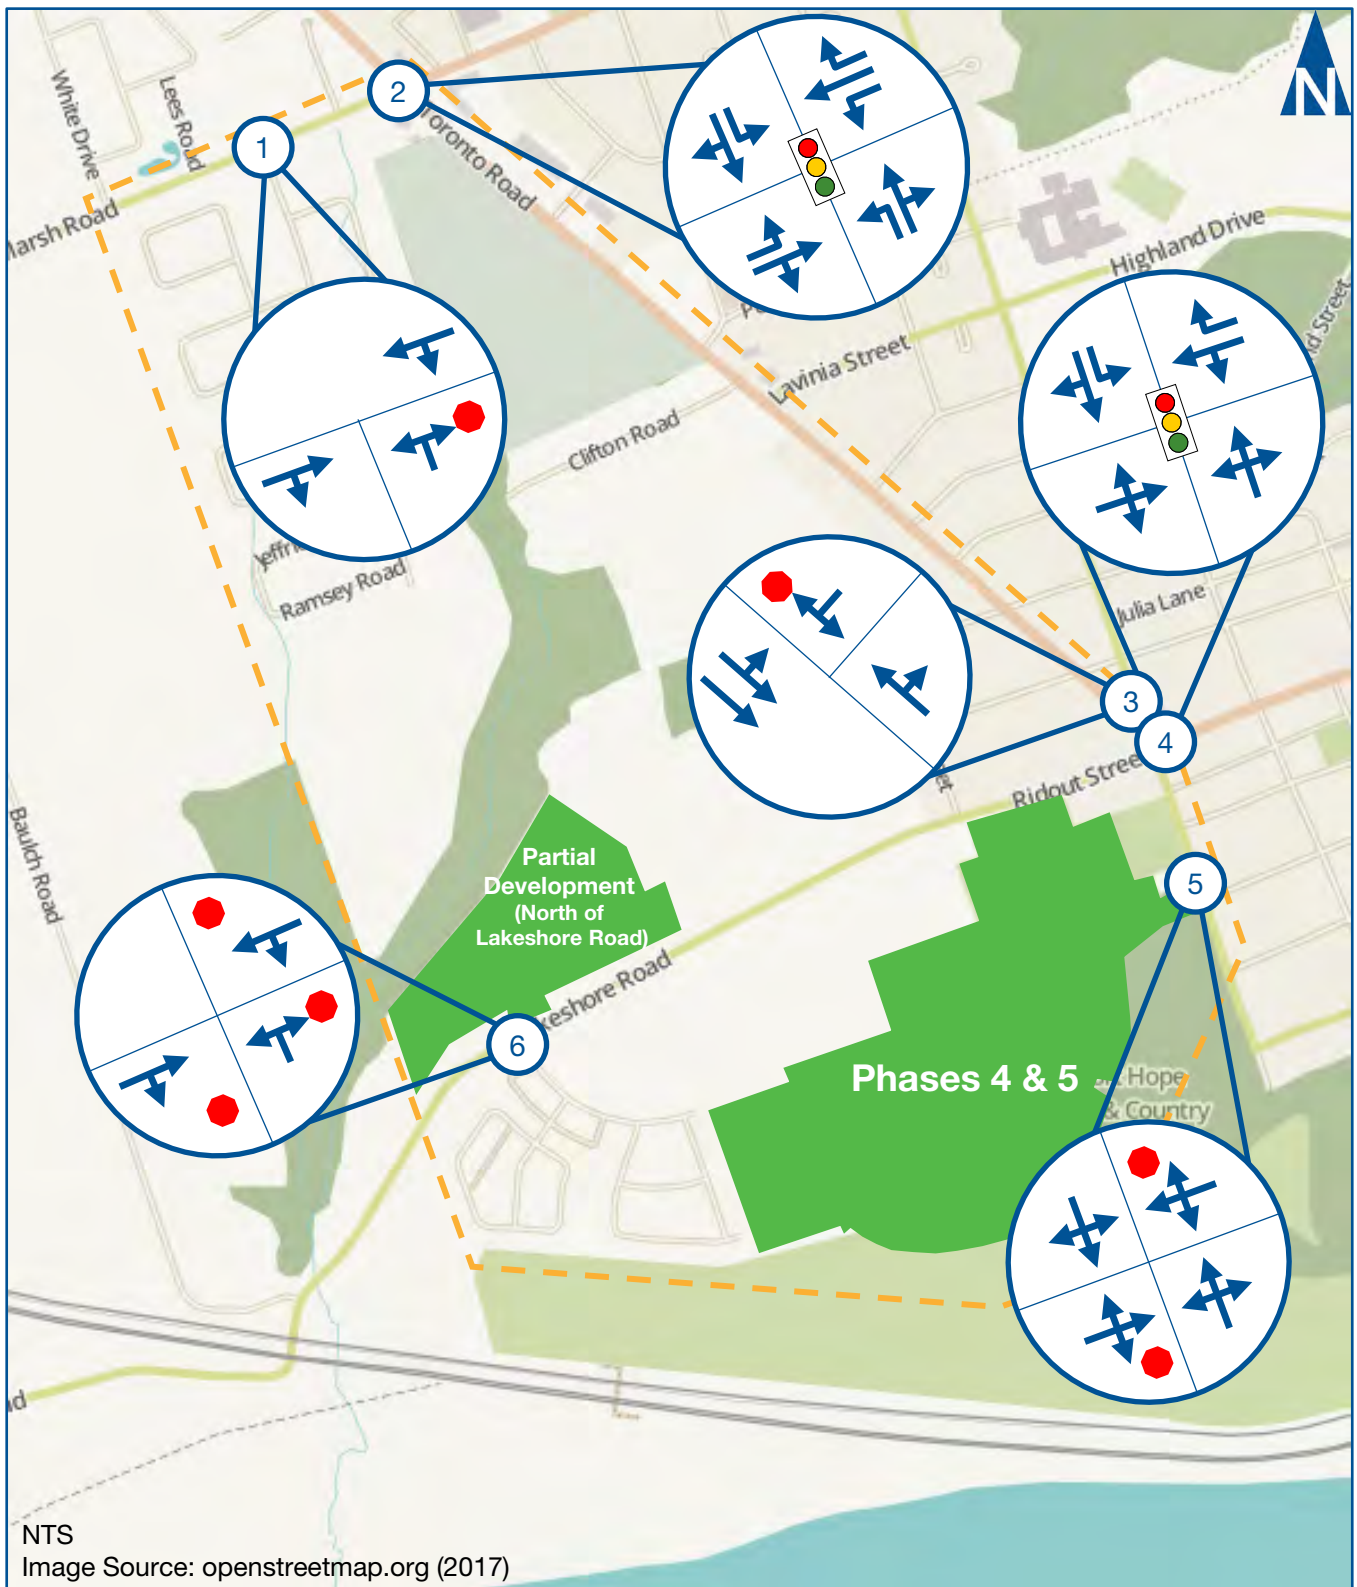 N
White Drive
Lees Road
2
1
Toronto Road
Marsh Road
Highland Drive
Lavinia Street
Clifton Road
Ramsey Road
Julia Lane
3
4
Ridout Stree
Baulch Road
Partial
Development
(North of
Lakeshore Road)
5
keshore Road
6
Phases 4 & 5
Hope
& Country
NTS
Image Source: openstreetmap.org (2017)